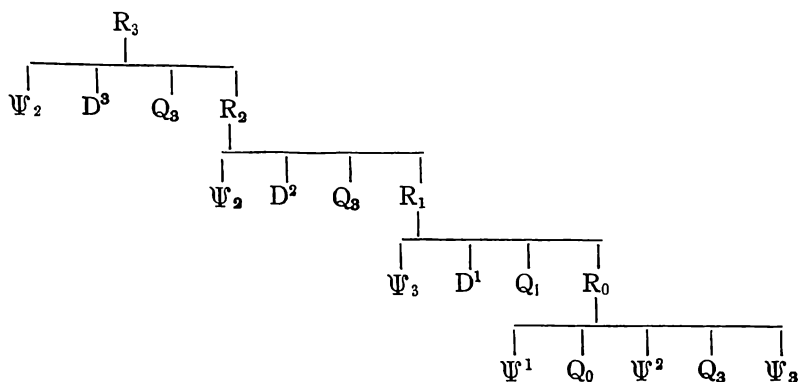 R₃
Ψ₂ D³ Q₃ R₂
Ψ₂ D² Q₃ R₁
Ψ₃ D¹ Q₁ R₀
Ψ¹ Q₀ Ψ² Q₃ Ψ₃